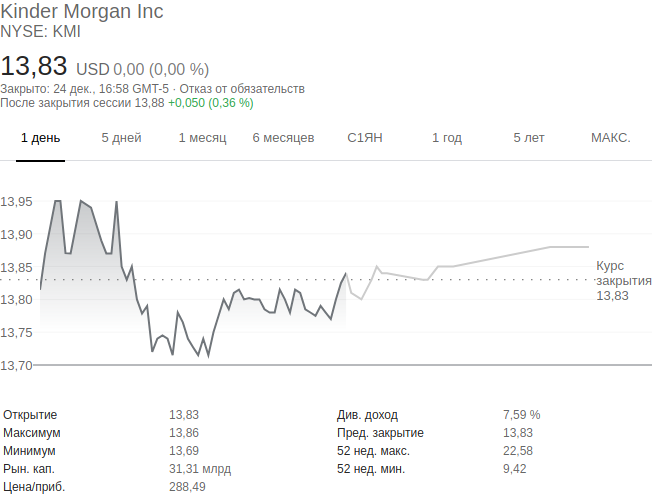 Kinder Morgan Inc
NYSE: KMI
13,83 USD 0,00 (0,00 %)
Закрыто: 24 дек., 16:58 GMT-5 · Отказ от обязательств
После закрытия сессии 13,88 +0,050 (0,36 %)
1 день 5 дней 1 месяц 6 месяцев С1ЯН 1 год 5 лет МАКС.
13,95
13,90
13,85
13,80
13,75
13,70
Курс
закрытия
13,83
Открытие 13,83 Див. доход 7,59 %
Максимум 13,86 Пред. закрытие 13,83
Минимум 13,69 52 нед. макс. 22,58
Рын. кап. 31,31 млрд 52 нед. мин. 9,42
Цена/приб. 288,49